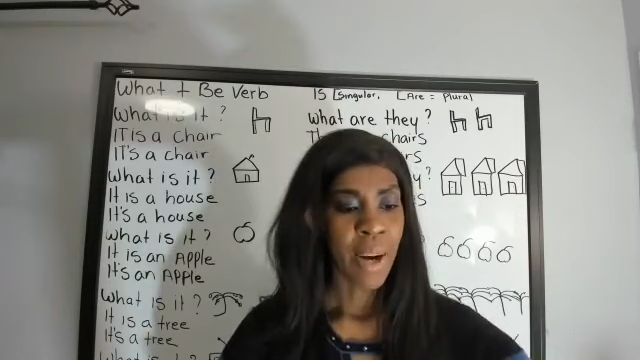 What + Be Verb
What is it?
IT is a chair
IT's a chair
What is it?
It is a house
It's a house
What is it?
It is an Apple
It's an Apple
What is it?
It is a tree
It's a tree
IS [Singular, [Are = Plural
What are they?
chairs
?